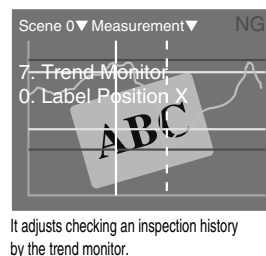 Scene 0▼ Measurement▼ NG
7. Trend Monitor
0. Label Position X
ABC
It adjusts checking an inspection history
by the trend monitor.